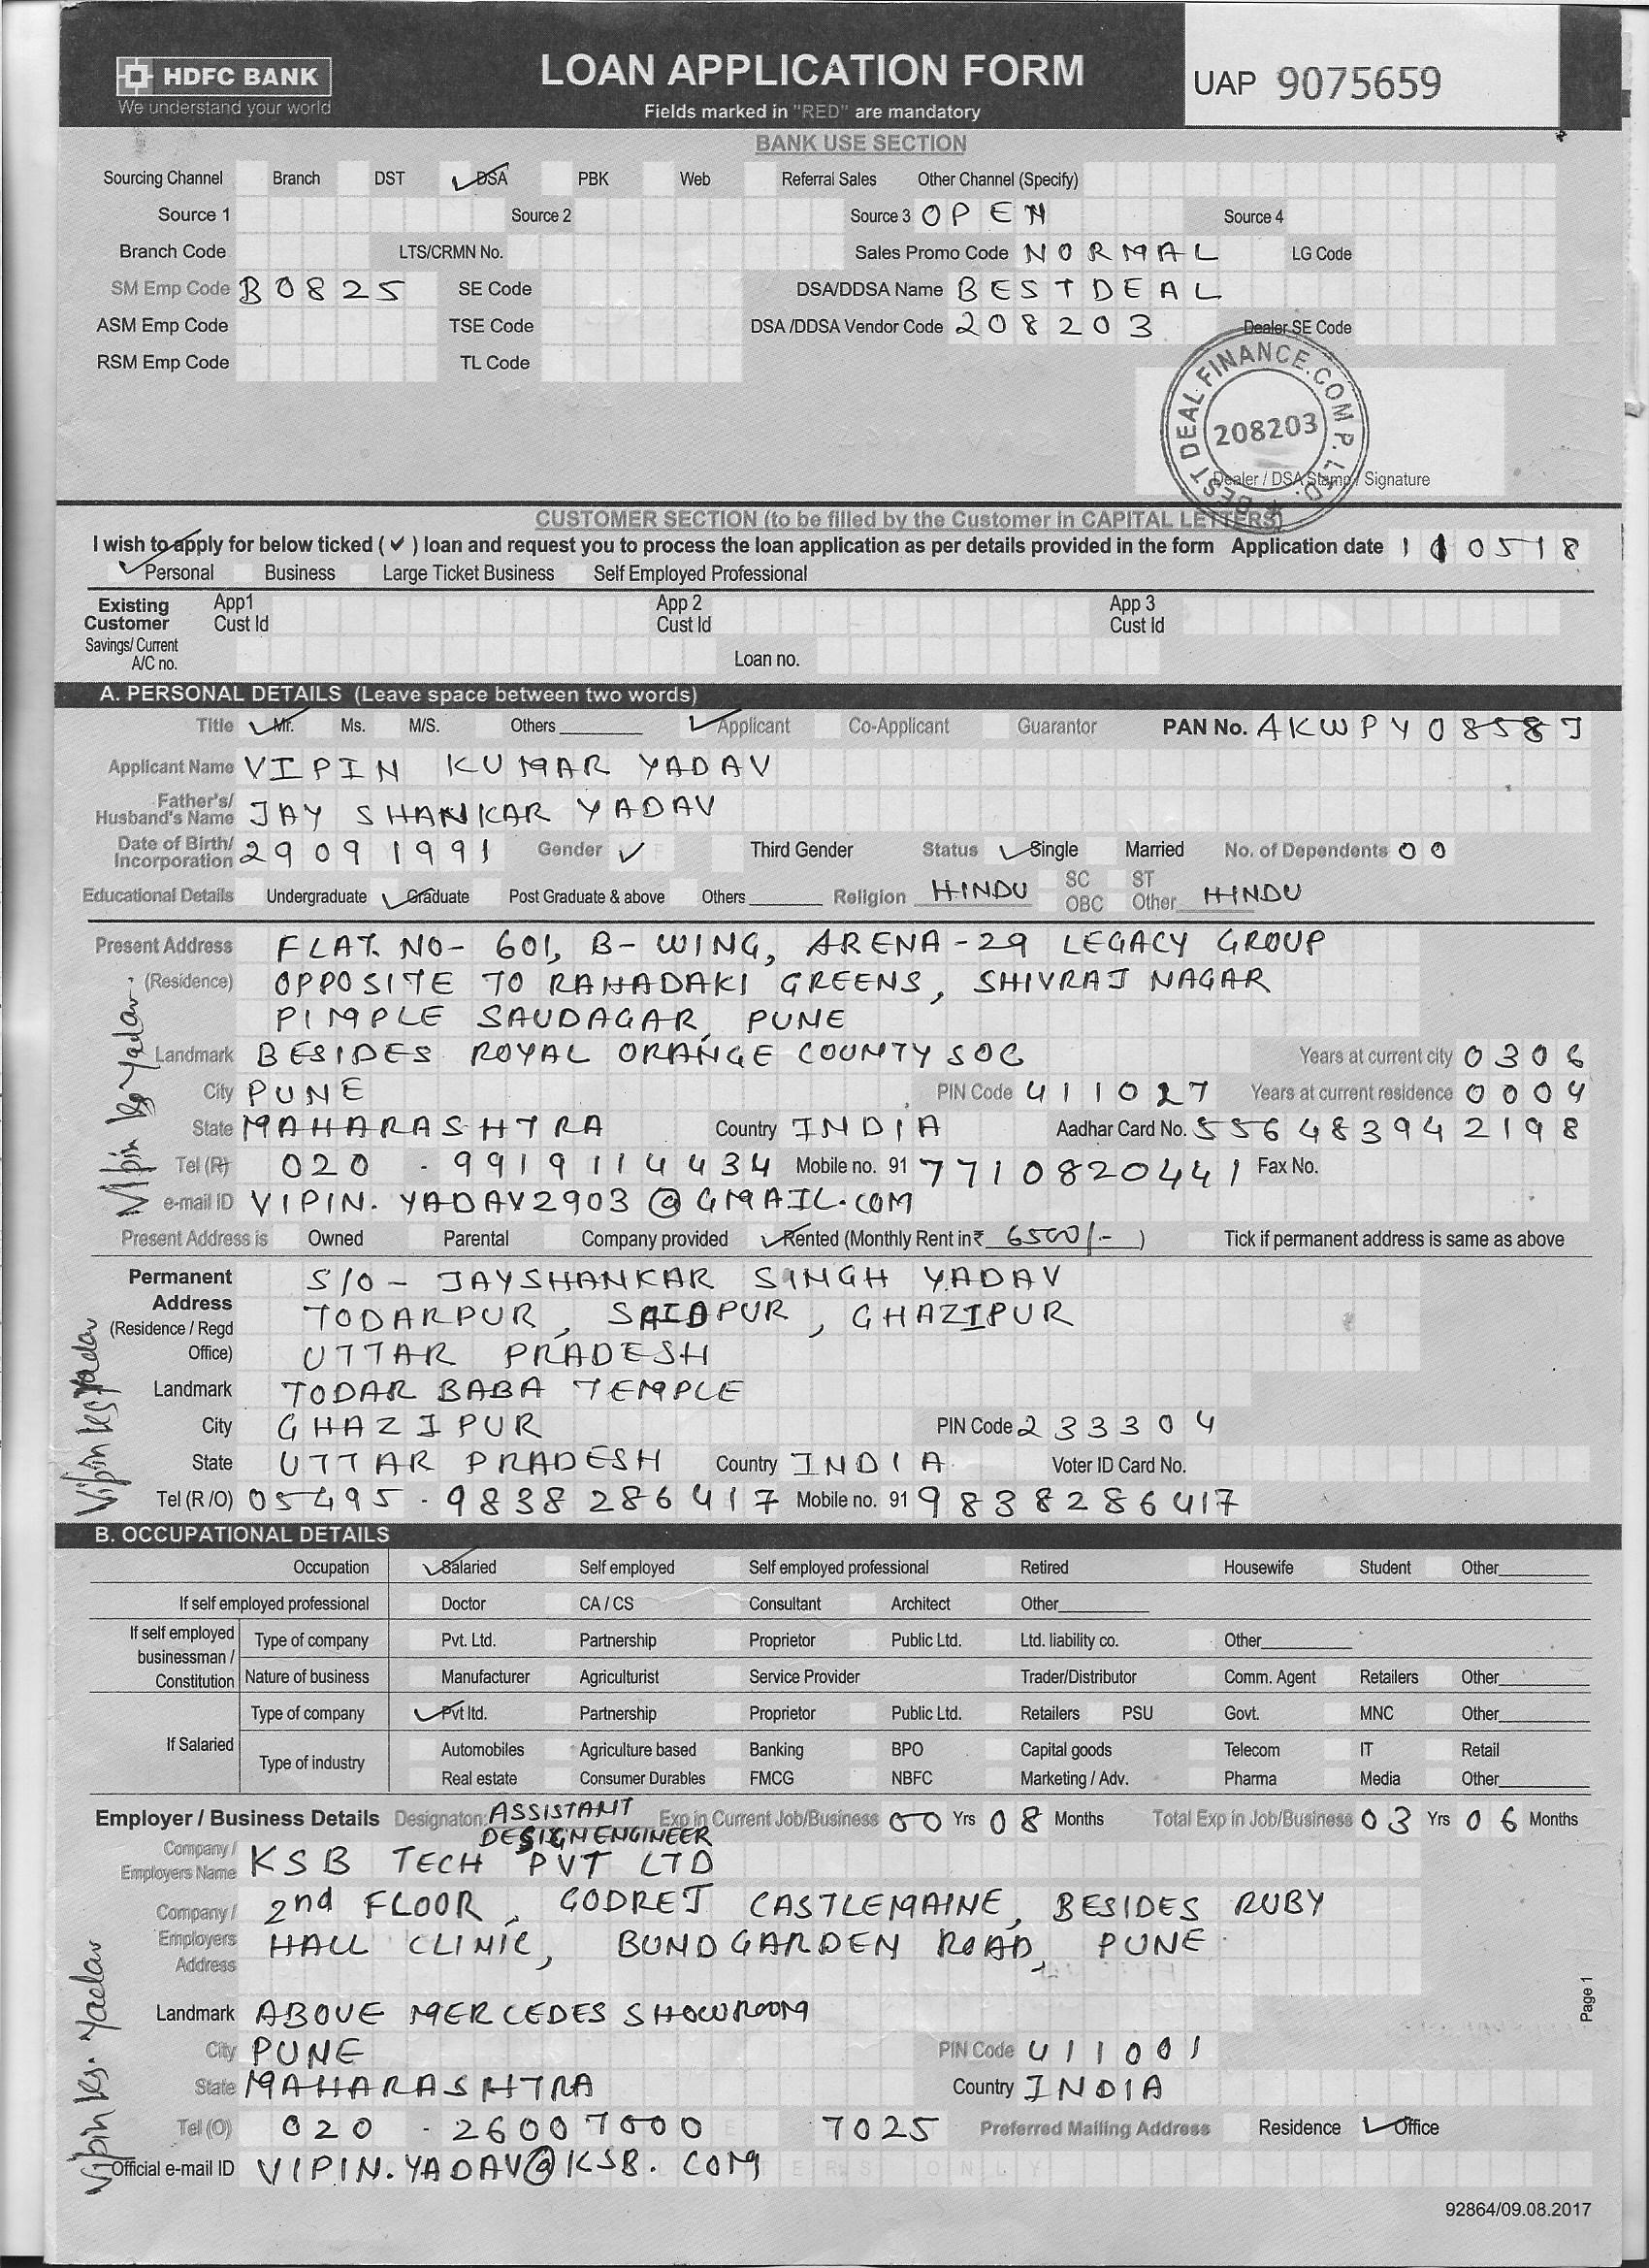 HDFC BANK
We understand your world
LOAN APPLICATION FORM
Fields marked in "RED" are mandatory
UAP 9075659
BANK USE SECTION
Sourcing Channel Branch DST DSA PBK Web Referral Sales Other Channel (Specify)
Source 1 Source 2 Source 3 OPEN Source 4
Branch Code LTS/CRMN No. Sales Promo Code NORMAL LG Code
SM Emp Code B0825 SE Code DSA/DDSA Name BESTDEAL
ASM Emp Code TSE Code DSA /DDSA Vendor Code 208203 Dealer SE Code
RSM Emp Code TL Code
BEST DEAL FINANCE.COM P. LTD.
208203
Dealer / DSA Stamp / Signature
CUSTOMER SECTION (to be filled by the Customer in CAPITAL LETTERS)
I wish to apply for below ticked ( ✓ ) loan and request you to process the loan application as per details provided in the form Application date 110518
Personal Business Large Ticket Business Self Employed Professional
Existing Customer App1 Cust Id App 2 Cust Id App 3 Cust Id
Savings/ Current A/C no. Loan no.
A. PERSONAL DETAILS (Leave space between two words)
Title Mr. Ms. M/S. Others Applicant Co-Applicant Guarantor PAN No. AKWPY0858J
Applicant Name VIPIN KUMAR YADAV
Father's/ Husband's Name JAY SHANKAR YADAV
Date of Birth/ Incorporation 29091991 Gender Third Gender Status Single Married No. of Dependents 00
Educational Details Undergraduate Graduate Post Graduate & above Others Religion HINDU SC ST OBC Other HINDU
Present Address FLAT. NO- 601, B- WING, ARENA-29 LEGACY GROUP
(Residence) OPPOSITE TO RAHADAKI GREENS, SHIVRAJ NAGAR
PIMPLE SAUDAGAR, PUNE
Landmark BESIDES ROYAL ORANGE COUNTY SOC Years at current city 0306
City PUNE PIN Code 411027 Years at current residence 0004
State MAHARASHTRA Country INDIA Aadhar Card No. 556483942198
Tel (R) 020 - 9919114434 Mobile no. 91 7710820441 Fax No.
e-mail ID VIPIN.YADAV2903@GMAIL.COM
Present Address is Owned Parental Company provided Rented (Monthly Rent in ₹ 6500/- ) Tick if permanent address is same as above
Vipin Kr Yadav
Permanent Address S/O - JAYSHANKAR SINGH YADAV
(Residence / Regd Office) TODARPUR, SAIDPUR, GHAZIPUR
UTTAR PRADESH
Landmark TODAR BABA TEMPLE
City GHAZIPUR PIN Code 233304
State UTTAR PRADESH Country INDIA Voter ID Card No.
Tel (R /O) 05495 - 9838286417 Mobile no. 91 9838286417
Vipin Kr Yadav
B. OCCUPATIONAL DETAILS
Occupation Salaried Self employed Self employed professional Retired Housewife Student Other
If self employed professional Doctor CA / CS Consultant Architect Other
If self employed businessman / Constitution Type of company Pvt. Ltd. Partnership Proprietor Public Ltd. Ltd. liability co. Other
Nature of business Manufacturer Agriculturist Service Provider Trader/Distributor Comm. Agent Retailers Other
If Salaried Type of company Pvt ltd. Partnership Proprietor Public Ltd. Retailers PSU Govt. MNC Other
Type of industry Automobiles Agriculture based Banking BPO Capital goods Telecom IT Retail
Real estate Consumer Durables FMCG NBFC Marketing / Adv. Pharma Media Other
Employer / Business Details Designaton: ASSISTANT DESIGN ENGINEER Exp in Current Job/Business 00 Yrs 08 Months Total Exp in Job/Business 03 Yrs 06 Months
Company / Employers Name KSB TECH PVT LTD
Company / Employers Address 2nd FLOOR, GODREJ CASTLEMAINE, BESIDES RUBY
HALL CLINIC, BUND GARDEN ROAD, PUNE
Landmark ABOVE MERCEDES SHOWROOM
City PUNE PIN Code 411001
State MAHARASHTRA Country INDIA
Tel (O) 020 - 26007000 7025 Preferred Mailing Address Residence Office
Official e-mail ID VIPIN.YADAV@KSB.COM
Vipin Kr. Yadav
Page 1
92864/09.08.2017